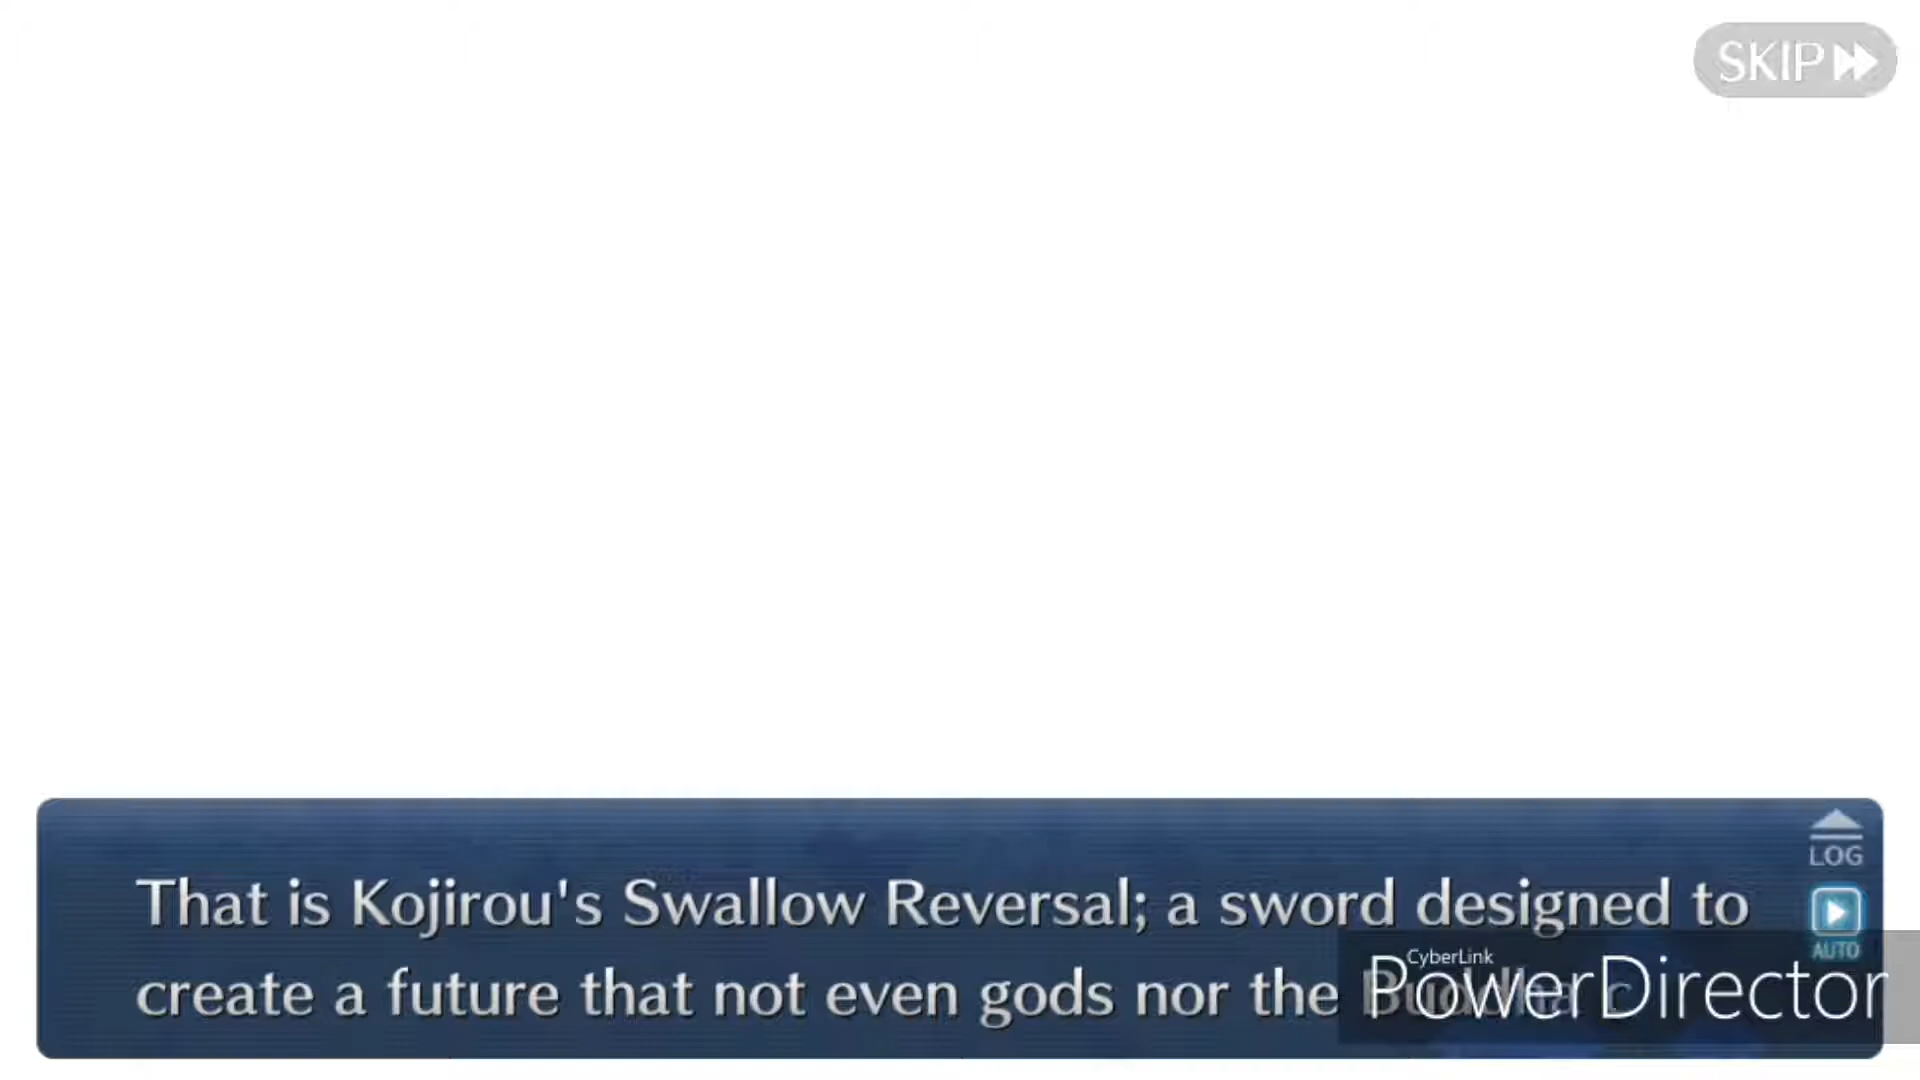 SKIP
LOG
That is Kojirou's Swallow Reversal; a sword designed to
AUTO
create a future that not even gods nor the Buddha c
CyberLink
PowerDirector